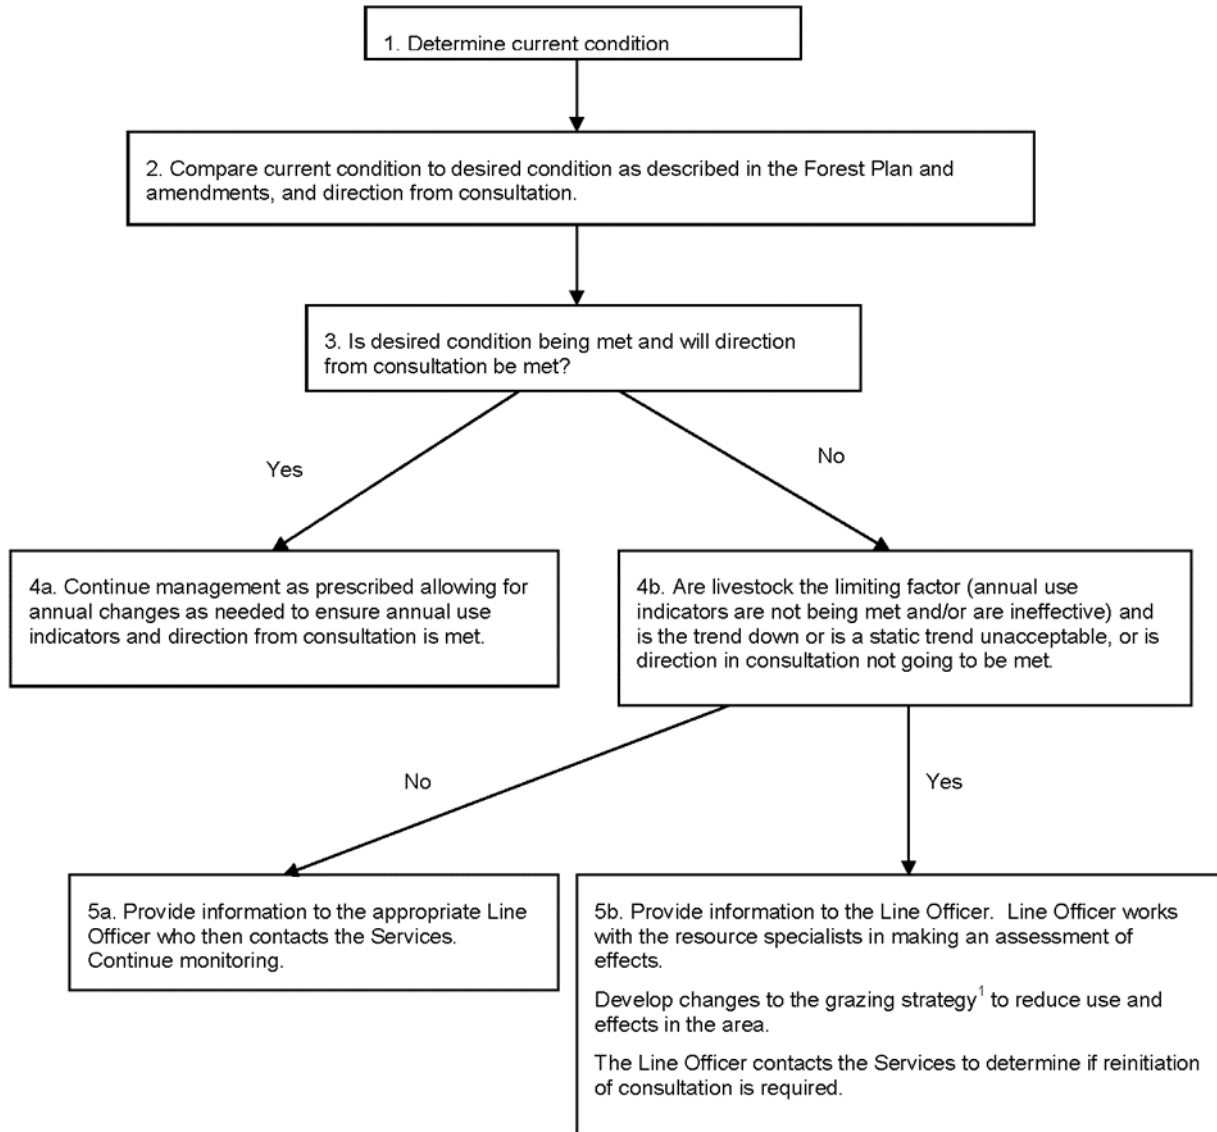 1. Determine current condition
2. Compare current condition to desired condition as described in the Forest Plan and
amendments, and direction from consultation.
3. Is desired condition being met and will direction
from consultation be met?
Yes
No
4a. Continue management as prescribed allowing for
annual changes as needed to ensure annual use
indicators and direction from consultation is met.
4b. Are livestock the limiting factor (annual use
indicators are not being met and/or are ineffective) and
is the trend down or is a static trend unacceptable, or is
direction in consultation not going to be met.
No
Yes
5a. Provide information to the appropriate Line
Officer who then contacts the Services.
Continue monitoring.
5b. Provide information to the Line Officer. Line Officer works
with the resource specialists in making an assessment of
effects.
Develop changes to the grazing strategy¹ to reduce use and
effects in the area.
The Line Officer contacts the Services to determine if reinitiation
of consultation is required.